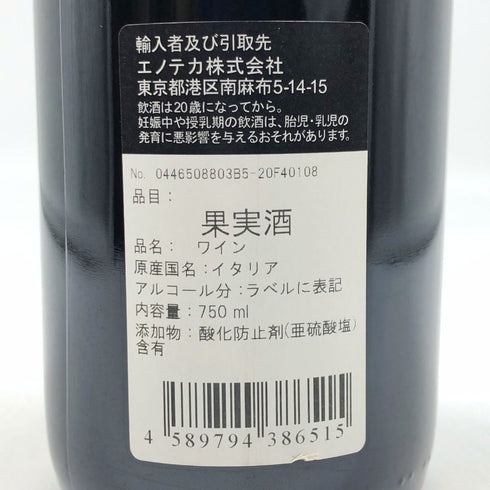 輸入者及び引取先
エノテカ株式会社
東京都港区南麻布5-14-15
飲酒は20歳になってから。
妊娠中や授乳期の飲酒は、胎児・乳児の
発育に悪影響を与えるおそれがあります。
No. 0446508803B5-20F40108
品目：
果実酒
品名： ワイン
原産国名：イタリア
アルコール分：ラベルに表記
内容量：750 ml
添加物：酸化防止剤(亜硫酸塩)
含有
4 589794 386515